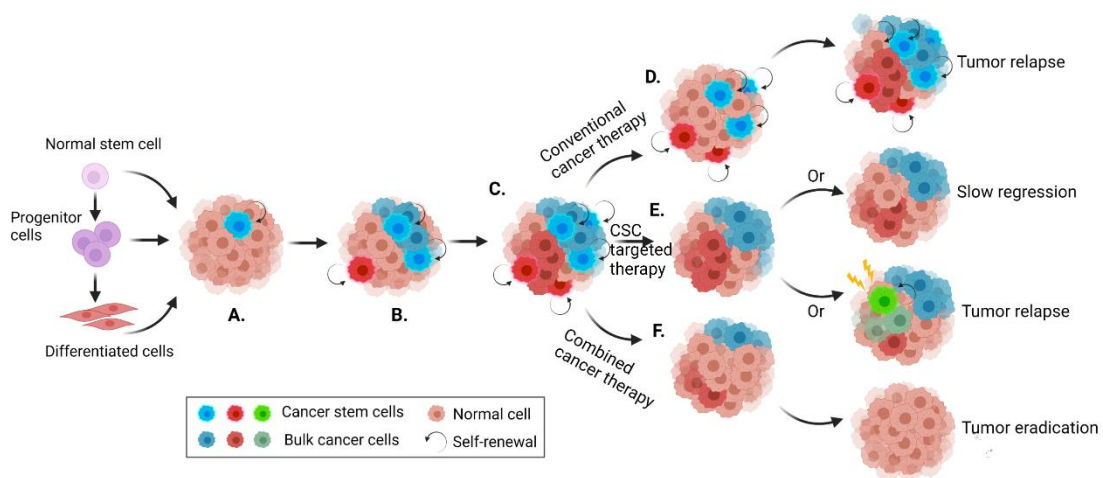 Normal stem cell
Progenitor
cells
Differentiated cells
A.
B.
C.
Conventional
cancer therapy
CSC
targeted
therapy
Combined
cancer therapy
D.
Tumor relapse
E.
Or
Slow regression
Or
Tumor relapse
F.
Tumor eradication
Cancer stem cells
Normal cell
Bulk cancer cells
Self-renewal